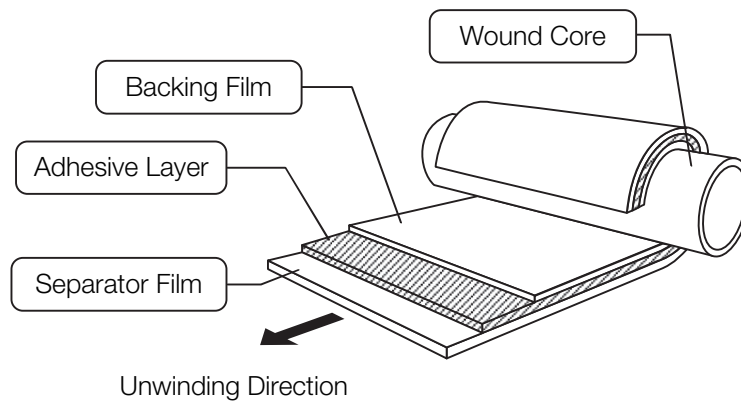 Wound Core
Backing Film
Adhesive Layer
Separator Film
Unwinding Direction